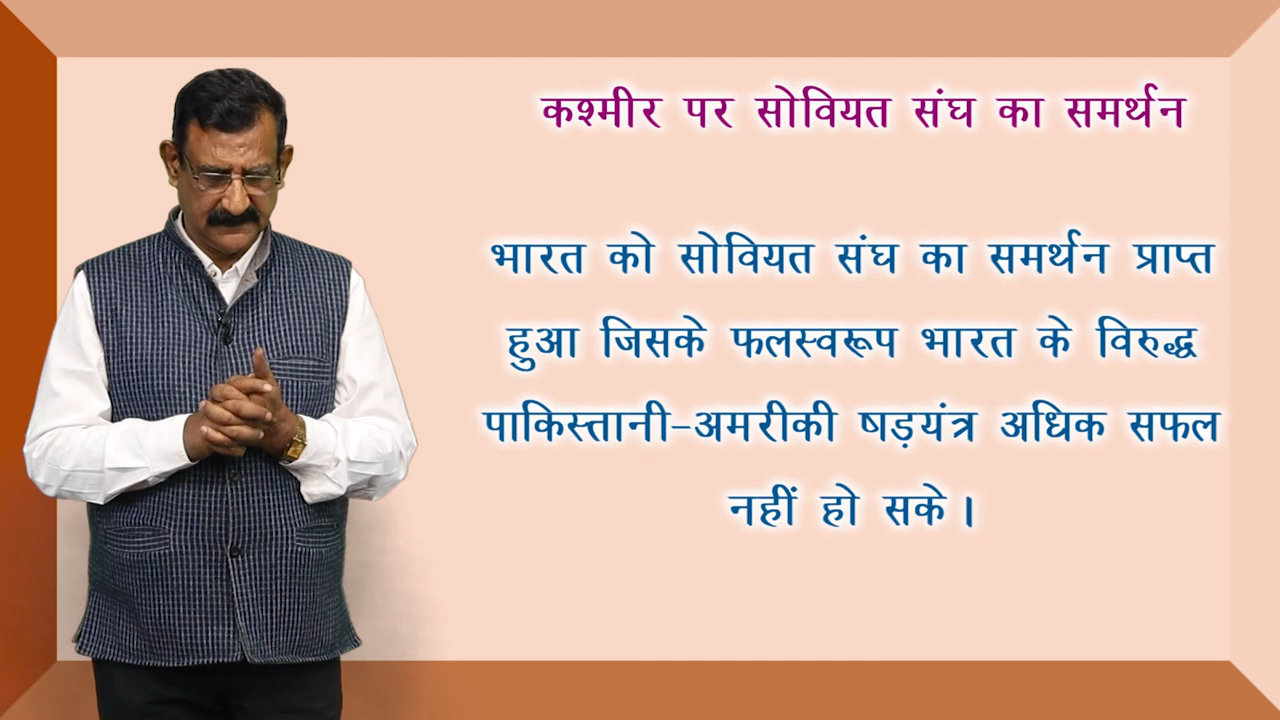 कश्मीर पर सोवियत संघ का समर्थन
भारत को सोवियत संघ का समर्थन प्राप्त
हुआ जिसके फलस्वरूप भारत के विरुद्ध
पाकिस्तानी-अमरीकी षड़यंत्र अधिक सफल
नहीं हो सके।